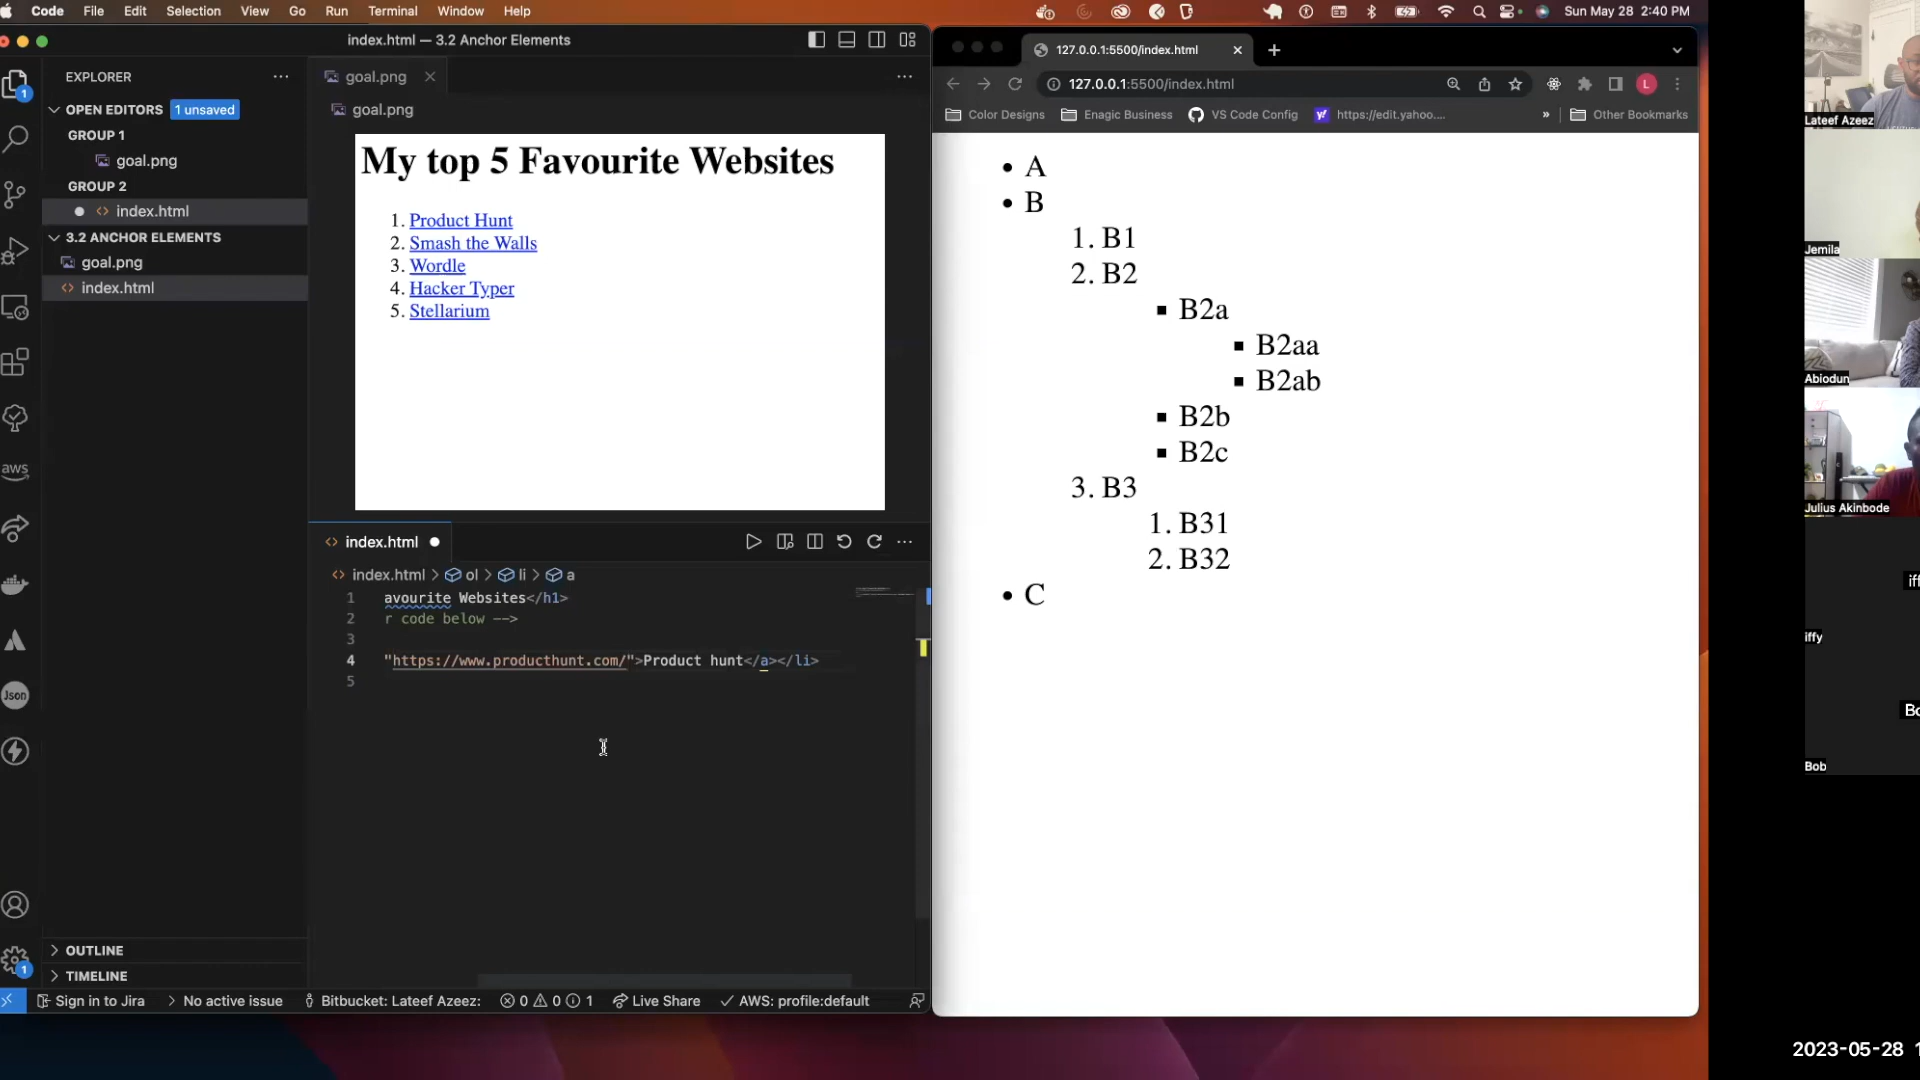 Code File Edit Selection View Go Run Terminal Window Help
Sun May 28 2:40 PM
index.html — 3.2 Anchor Elements
EXPLORER
OPEN EDITORS 1 unsaved
GROUP 1
goal.png
GROUP 2
index.html
3.2 ANCHOR ELEMENTS
goal.png
index.html
1
aws
Json
1
OUTLINE
TIMELINE
goal.png
goal.png
My top 5 Favourite Websites
1. Product Hunt
2. Smash the Walls
3. Wordle
4. Hacker Typer
5. Stellarium
index.html
index.html > ol > li > a
1 avourite Websites</h1>
2 r code below -->
3
4 "https://www.producthunt.com/">Product hunt</a></li>
5
Sign in to Jira No active issue Bitbucket: Lateef Azeez: 0 0 1 Live Share AWS: profile:default
127.0.0.1:5500/index.html
127.0.0.1:5500/index.html
L
Color Designs Enagic Business VS Code Config https://edit.yahoo.... » Other Bookmarks
• A
• B
1. B1
2. B2
▪ B2a
▪ B2aa
▪ B2ab
▪ B2b
▪ B2c
3. B3
1. B31
2. B32
• C
Lateef Azeez
Jemila
Abiodun
Julius Akinbode
iff
iffy
Bo
Bob
2023-05-28 1